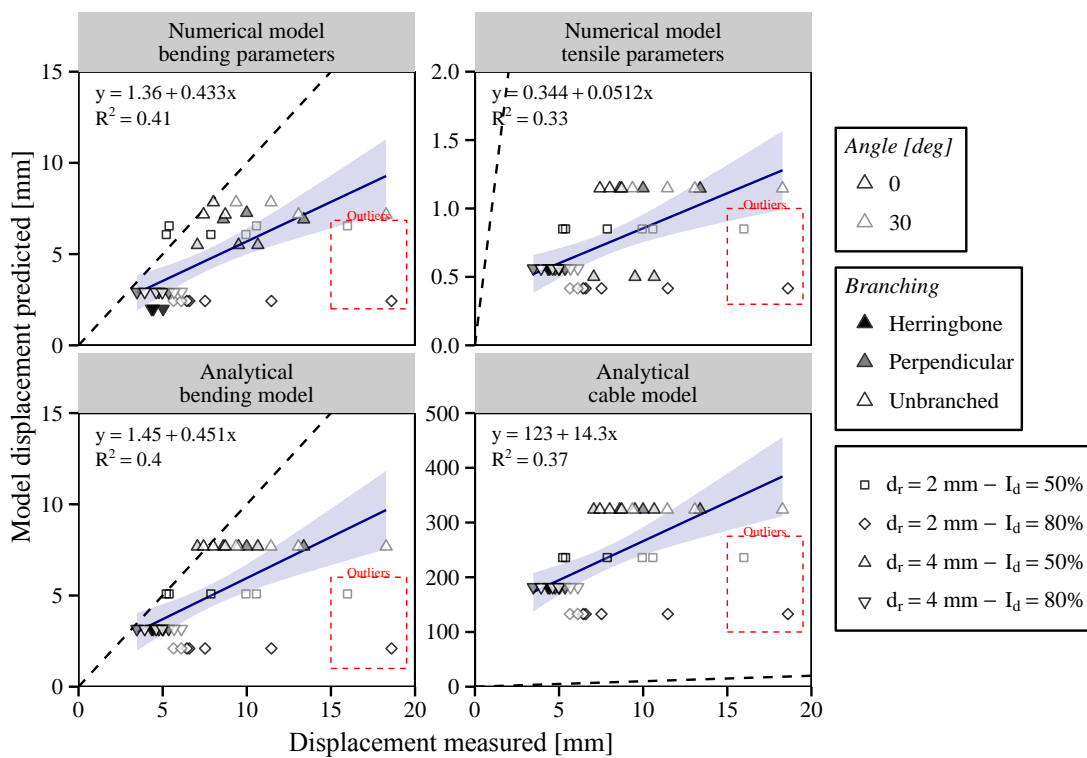 Numerical model
bending parameters
Numerical model
tensile parameters
15
10
5
0
y = 1.36 + 0.433x
R² = 0.41
Outliers
2.0
1.5
1.0
0.5
0.0
y = 0.344 + 0.0512x
R² = 0.33
Outliers
Analytical
bending model
Analytical
cable model
15
10
5
0
y = 1.45 + 0.451x
R² = 0.4
Outliers
0
5
10
15
20
500
400
300
200
100
0
y = 123 + 14.3x
R² = 0.37
Outliers
0
5
10
15
20
Model displacement predicted [mm]
Displacement measured [mm]
Angle [deg]
0
30
Branching
Herringbone
Perpendicular
Unbranched
dᵣ = 2 mm − I_d = 50%
dᵣ = 2 mm − I_d = 80%
dᵣ = 4 mm − I_d = 50%
dᵣ = 4 mm − I_d = 80%